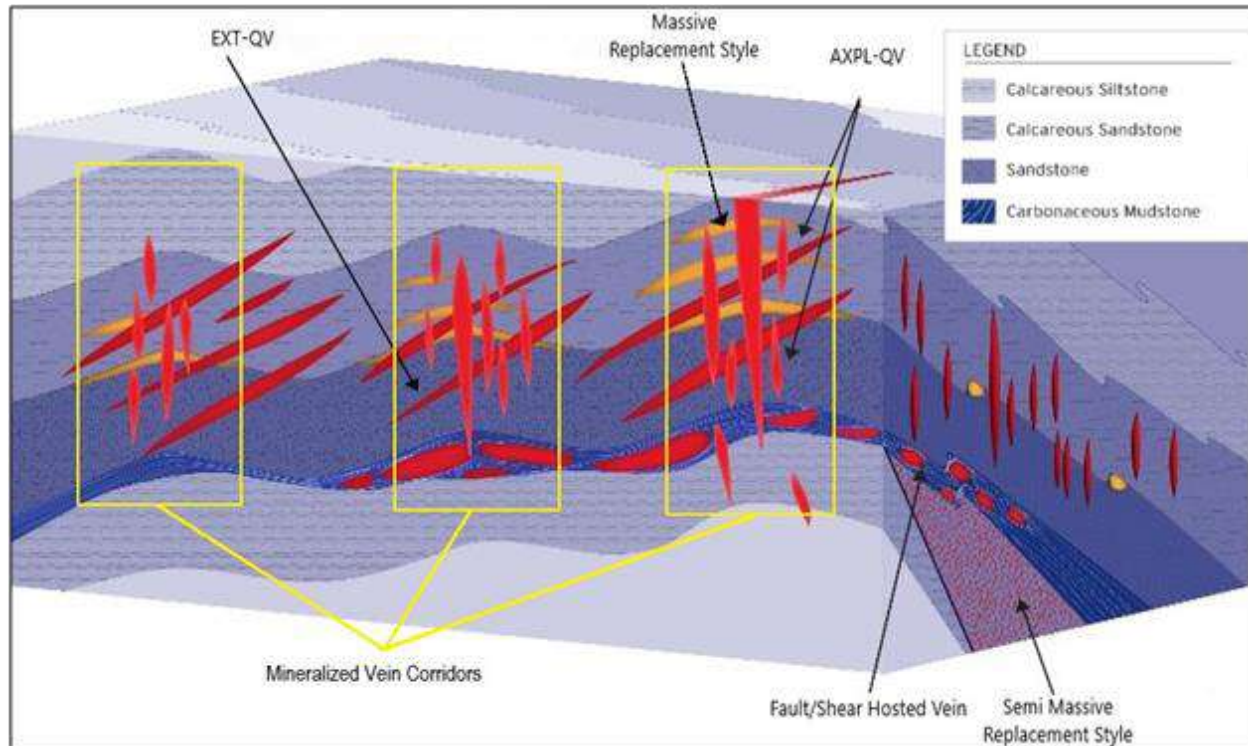 EXT-QV
Massive
Replacement Style
AXPL-QV
LEGEND
Calcareous Siltstone
Calcareous Sandstone
Sandstone
Carbonaceous Mudstone
Mineralized Vein Corridors
Fault/Shear Hosted Vein
Semi Massive
Replacement Style